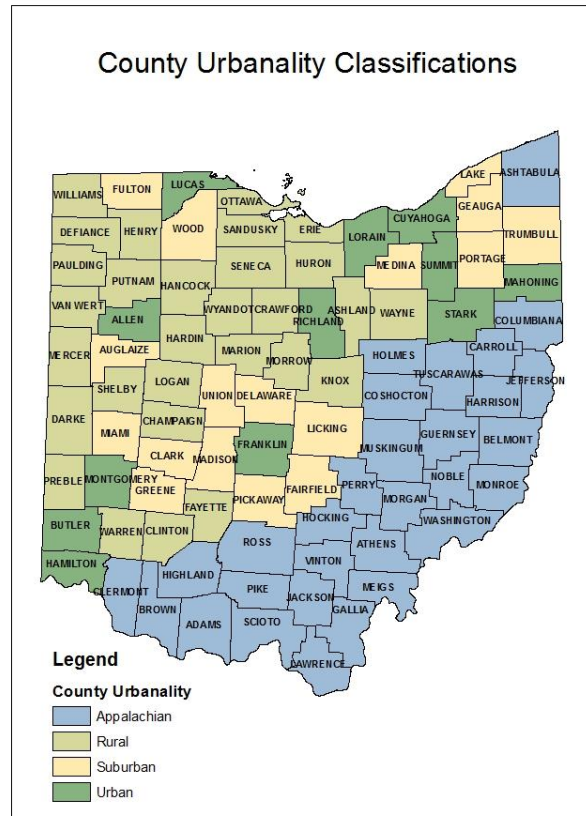 County Urbanality Classifications
LAKE
ASHTABULA
FULTON
LUCAS
WILLIAMS
OTTAWA
GEAUGA
CUYAHOGA
DEFIANCE
HENRY
WOOD
SANDUSKY
ERIE
LORAIN
TRUMBULL
PAULDING
SENECA
HURON
MEDINA
SUMMIT
PORTAGE
PUTNAM
HANCOCK
MAHONING
VAN WERT
ALLEN
WYANDOT
CRAWFORD
RICHLAND
ASHLAND
WAYNE
STARK
COLUMBIANA
HARDIN
AUGLAIZE
MERCER
MARION
MORROW
HOLMES
CARROLL
TUSCARAWAS
JEFFERSON
LOGAN
SHELBY
UNION
DELAWARE
KNOX
COSHOCTON
HARRISON
DARKE
CHAMPAIGN
MIAMI
LICKING
GUERNSEY
BELMONT
FRANKLIN
MUSKINGUM
CLARK
MADISON
PREBLE
MONTGOMERY
GREENE
FAIRFIELD
PERRY
NOBLE
MONROE
PICKAWAY
MORGAN
FAYETTE
HOCKING
WASHINGTON
BUTLER
WARREN
CLINTON
ROSS
ATHENS
HAMILTON
VINTON
HIGHLAND
CLERMONT
PIKE
MEIGS
BROWN
JACKSON
GALLIA
ADAMS
SCIOTO
LAWRENCE
Legend
County Urbanality
Appalachian
Rural
Suburban
Urban